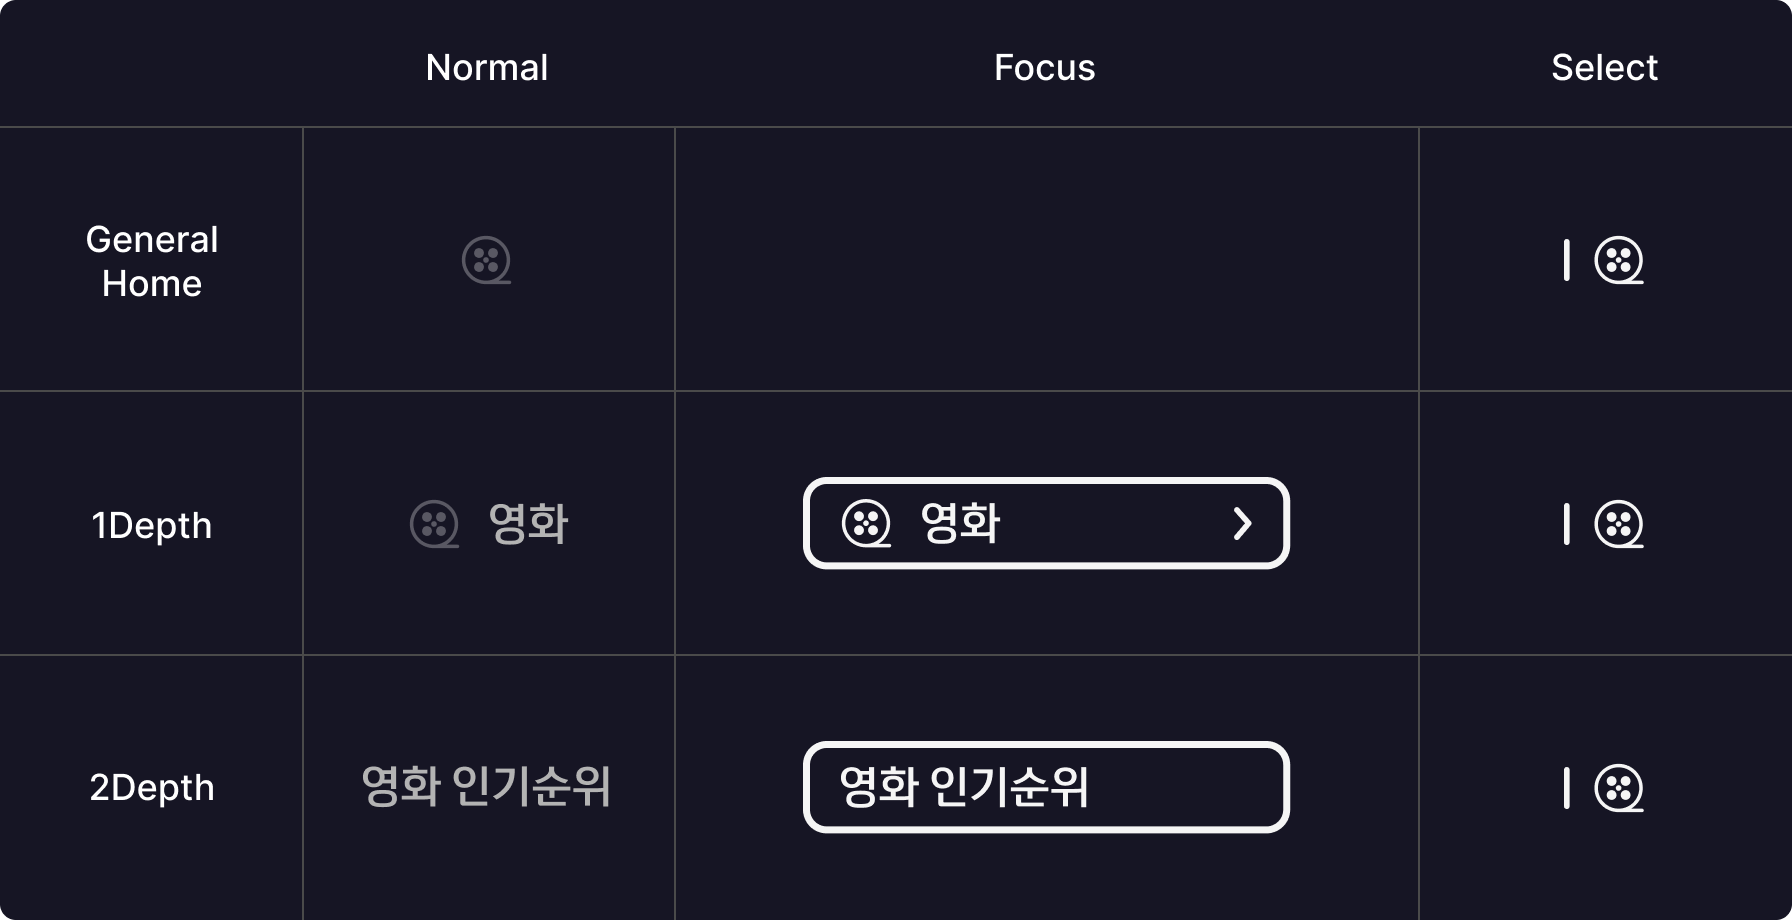 Normal
Focus
Select
General
Home
1Depth
영화
영화
2Depth
영화 인기순위
영화 인기순위